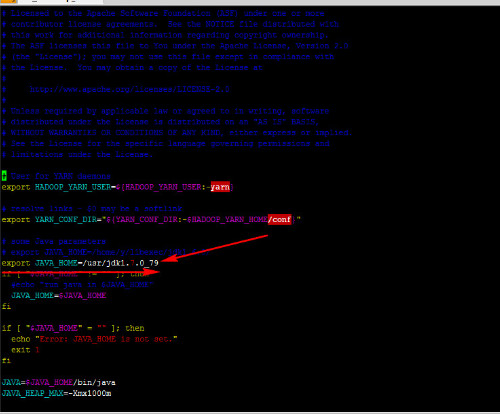 # Licensed to the Apache Software Foundation (ASF) under one or more
# contributor license agreements. See the NOTICE file distributed with
# this work for additional information regarding copyright ownership.
# The ASF licenses this file to You under the Apache License, Version 2.0
# (the "License"); you may not use this file except in compliance with
# the License. You may obtain a copy of the License at
#
# http://www.apache.org/licenses/LICENSE-2.0
#
# Unless required by applicable law or agreed to in writing, software
# distributed under the License is distributed on an "AS IS" BASIS,
# WITHOUT WARRANTIES OR CONDITIONS OF ANY KIND, either express or implied.
# See the License for the specific language governing permissions and
# limitations under the License.
# User for YARN daemons
export HADOOP_YARN_USER=${HADOOP_YARN_USER:-yarn}
# resolve links - $0 may be a softlink
export YARN_CONF_DIR="${YARN_CONF_DIR:-$HADOOP_YARN_HOME/conf}"
# some Java parameters
# export JAVA_HOME=
export JAVA_HOME=/usr/jdk1.7.0_79
if [ "$JAVA_HOME" != "" ]; then
#echo "run java in $JAVA_HOME"
JAVA_HOME=$JAVA_HOME
fi
if [ "$JAVA_HOME" = "" ]; then
echo "Error: JAVA_HOME is not set."
exit 1
fi
JAVA=$JAVA_HOME/bin/java
JAVA_HEAP_MAX=-Xmx1000m